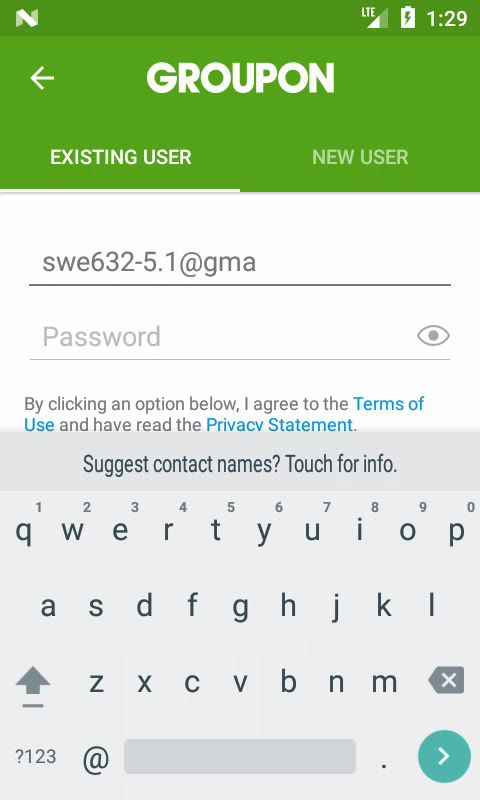 LTE 1:29
GROUPON
EXISTING USER NEW USER
swe632-5.1@gma
Password
By clicking an option below, I agree to the Terms of
Use and have read the Privacy Statement.
Suggest contact names? Touch for info.
1 2 3 4 5 6 7 8 9 0
q w e r t y u i o p
a s d f g h j k l
z x c v b n m
?123 @ .